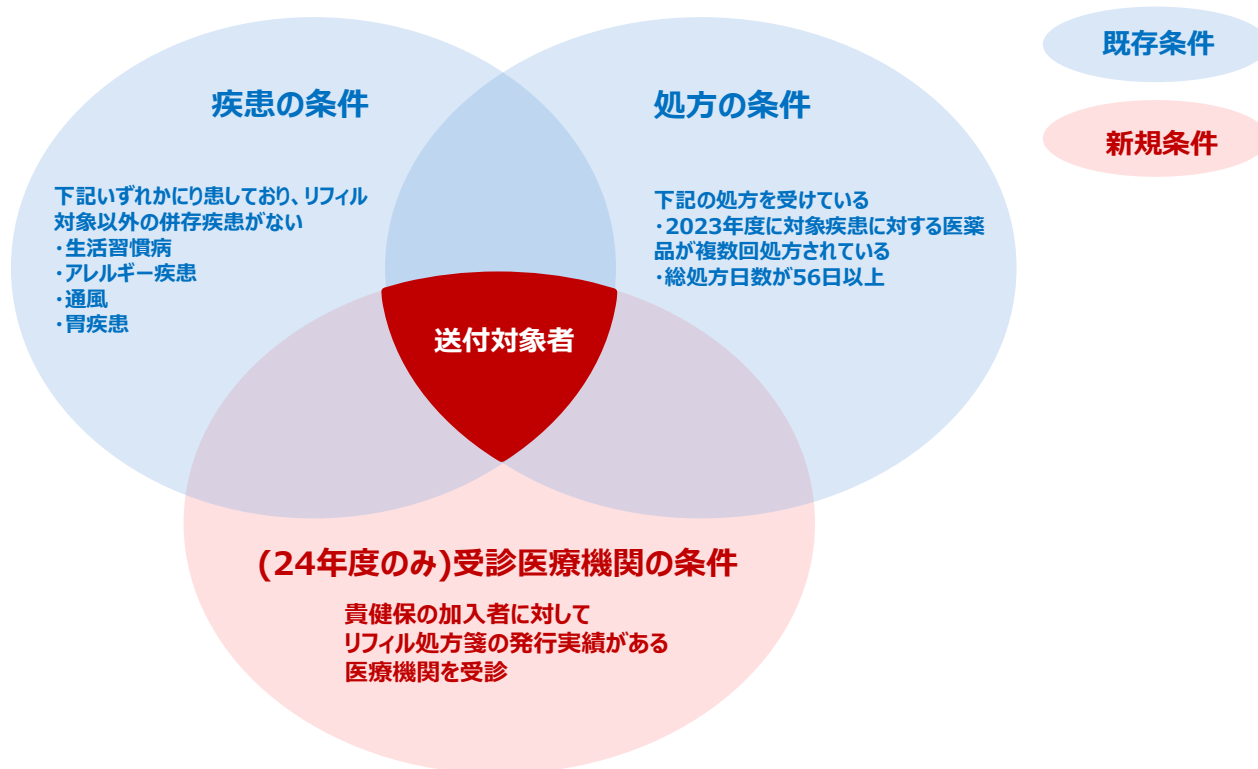 疾患の条件
下記いずれかにり患しており、リフィル
対象以外の併存疾患がない
・生活習慣病
・アレルギー疾患
・通風
・胃疾患
処方の条件
下記の処方を受けている
・2023年度に対象疾患に対する医薬
品が複数回処方されている
・総処方日数が56日以上
既存条件
新規条件
送付対象者
(24年度のみ)受診医療機関の条件
貴健保の加入者に対して
リフィル処方箋の発行実績がある
医療機関を受診